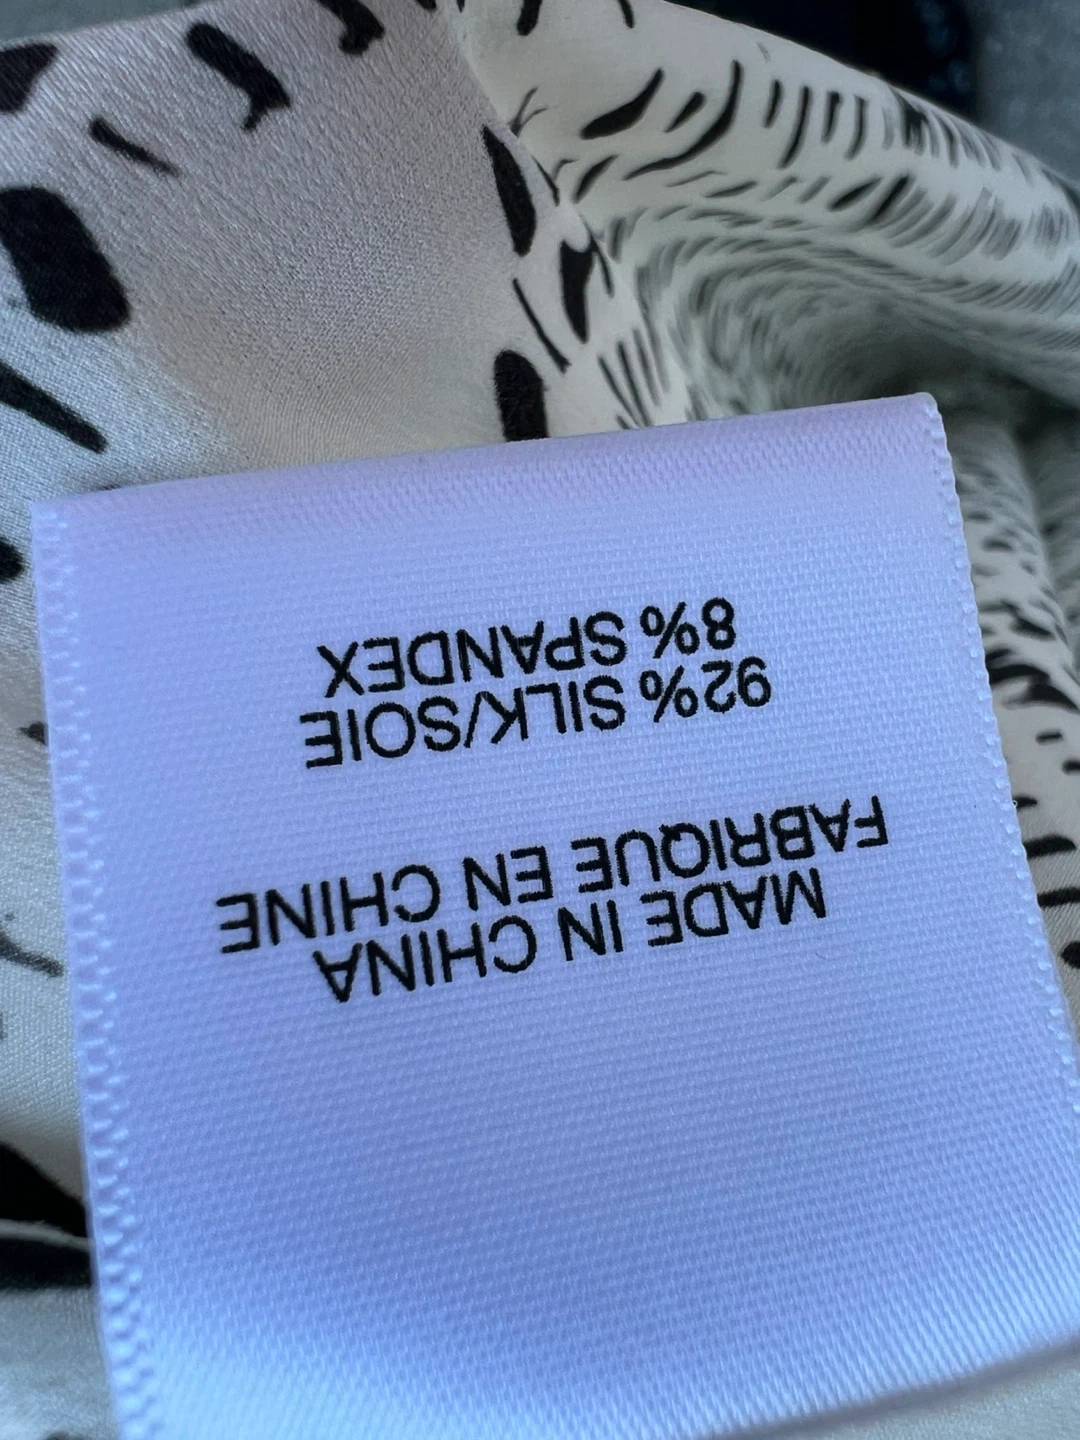 MADE IN CHINA
FABRIQUE EN CHINE
92% SILK/SOIE
8% SPANDEX